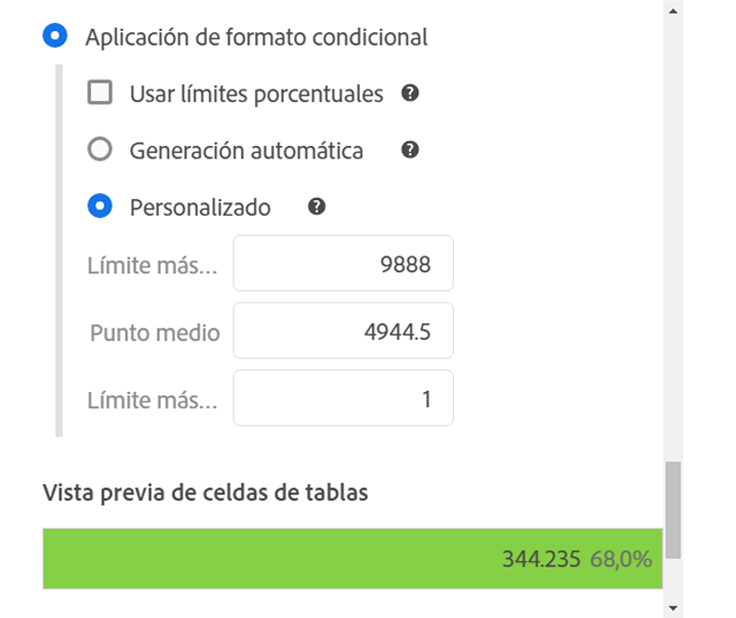 Aplicación de formato condicional
Usar límites porcentuales ?
Generación automática ?
Personalizado ?
Límite más... 9888
Punto medio 4944.5
Límite más... 1
Vista previa de celdas de tablas
344.235 68,0%